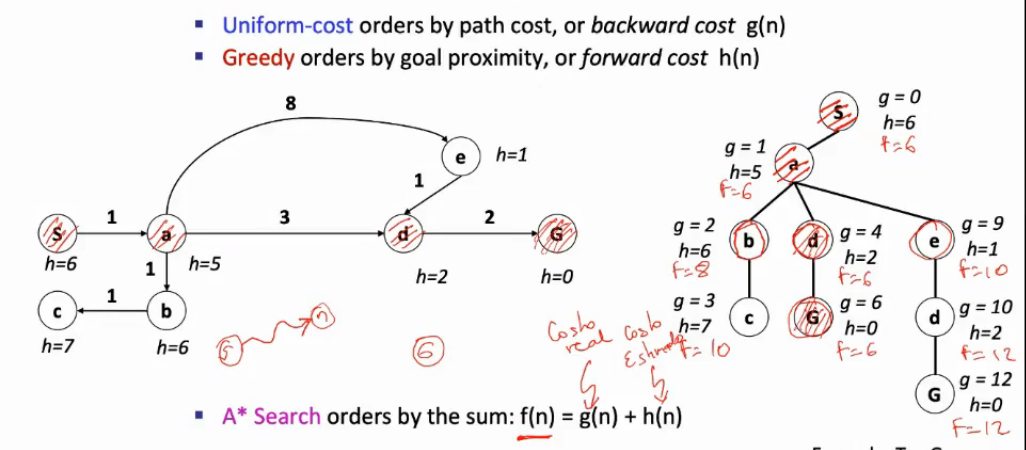 ▪ Uniform-cost orders by path cost, or backward cost g(n)
▪ Greedy orders by goal proximity, or forward cost h(n)
8
e h=1
1
S h=6
1
a h=5
3
d h=2
2
G h=0
1
b h=6
1
c h=7
S n
G
S g = 0
h=6
f=6
a g = 1
h=5
f=6
b g = 2
h=6
f=8
d g = 4
h=2
f=6
e g = 9
h=1
f=10
c g = 3
h=7
f=10
G g = 6
h=0
f=6
d g = 10
h=2
f=12
G g = 12
h=0
f=12
Costo real
Costo
▪ A* Search orders by the sum: f(n) = g(n) + h(n)